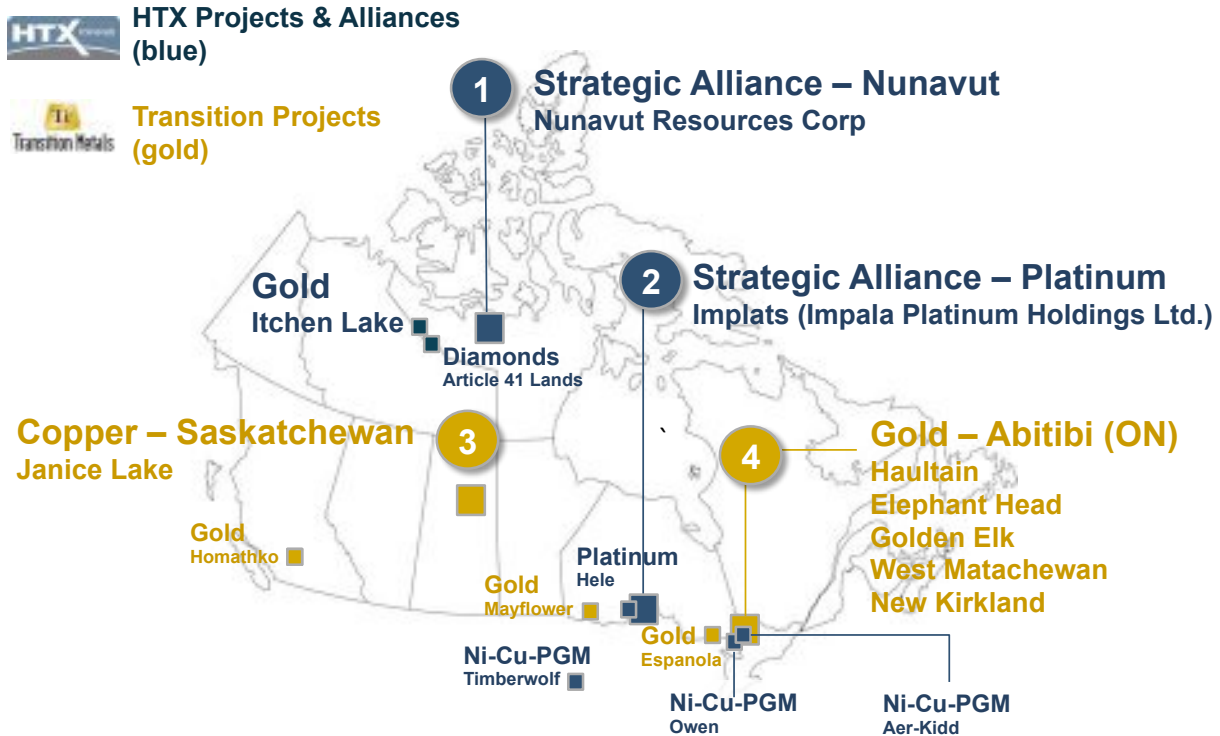 HTX
HTX Projects & Alliances
(blue)
Ti
Transition Metals
Transition Projects
(gold)
1
Strategic Alliance – Nunavut
Nunavut Resources Corp
2
Strategic Alliance – Platinum
Implats (Impala Platinum Holdings Ltd.)
Gold
Itchen Lake
Diamonds
Article 41 Lands
Copper – Saskatchewan
Janice Lake
3
4
Gold – Abitibi (ON)
Haultain
Elephant Head
Golden Elk
West Matachewan
New Kirkland
Gold
Homathko
Platinum
Hele
Gold
Mayflower
Gold
Espanola
Ni-Cu-PGM
Timberwolf
Ni-Cu-PGM
Owen
Ni-Cu-PGM
Aer-Kidd